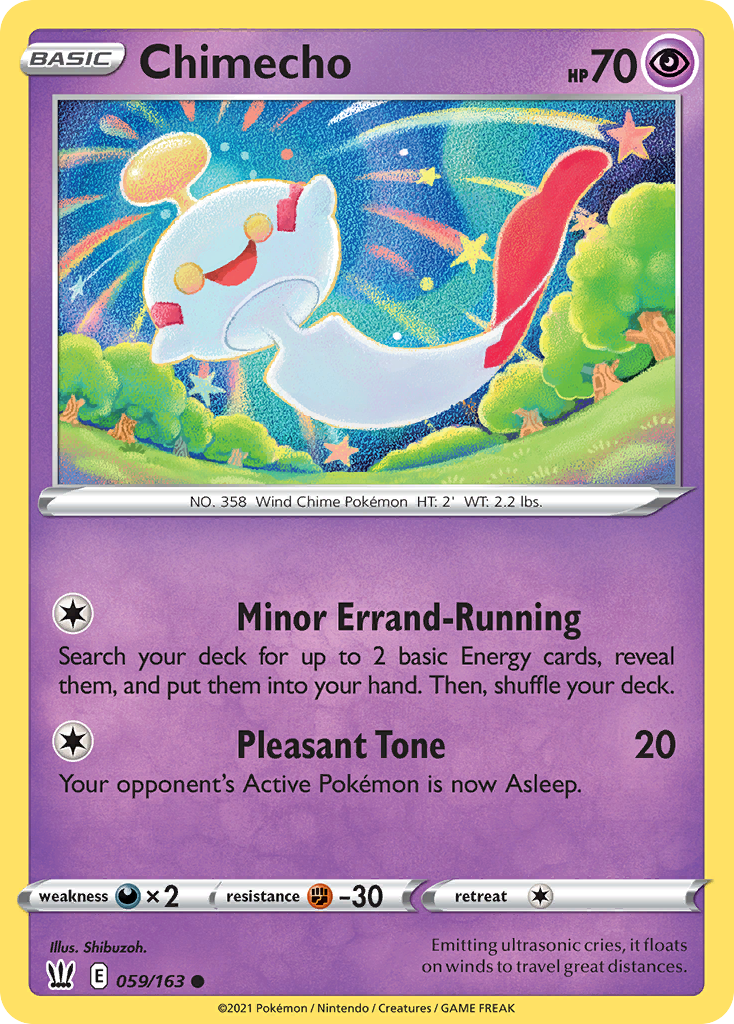 BASIC Chimecho HP 70
NO. 358 Wind Chime Pokémon HT: 2' WT: 2.2 lbs.
Minor Errand-Running
Search your deck for up to 2 basic Energy cards, reveal
them, and put them into your hand. Then, shuffle your deck.
Pleasant Tone 20
Your opponent's Active Pokémon is now Asleep.
weakness ×2 resistance -30 retreat
Illus. Shibuzoh.
Emitting ultrasonic cries, it floats
on winds to travel great distances.
E 059/163
©2021 Pokémon / Nintendo / Creatures / GAME FREAK